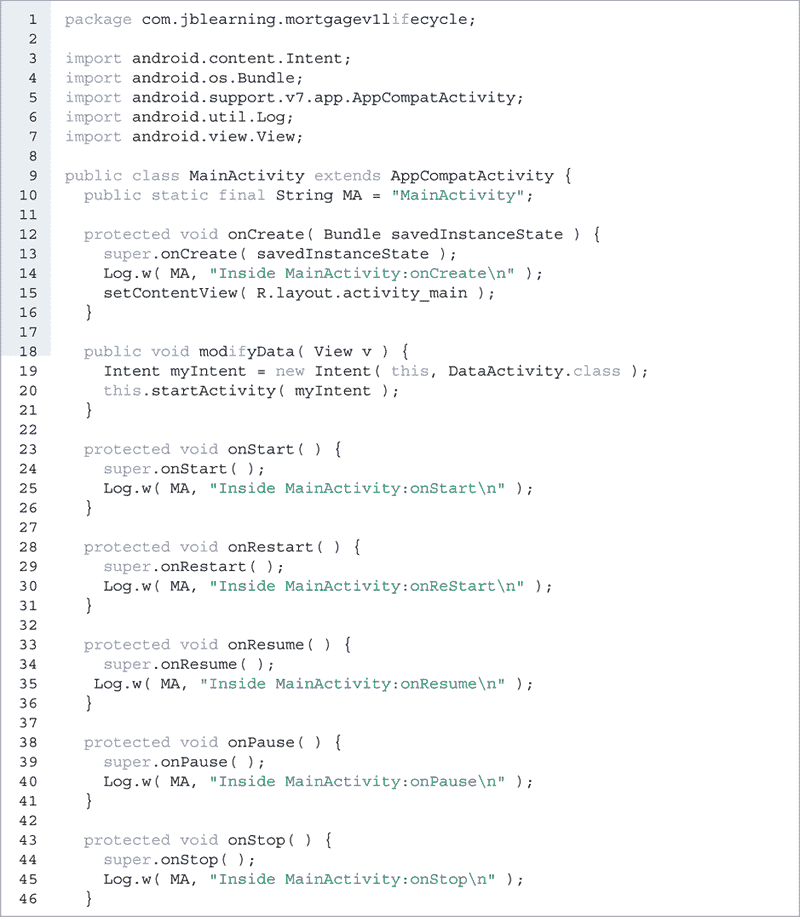 1 package com.jblearning.mortgagev1lifecycle;
2
3 import android.content.Intent;
4 import android.os.Bundle;
5 import android.support.v7.app.AppCompatActivity;
6 import android.util.Log;
7 import android.view.View;
8
9 public class MainActivity extends AppCompatActivity {
10   public static final String MA = "MainActivity";
11
12   protected void onCreate( Bundle savedInstanceState ) {
13     super.onCreate( savedInstanceState );
14     Log.w( MA, "Inside MainActivity:onCreate\n" );
15     setContentView( R.layout.activity_main );
16   }
17
18   public void modifyData( View v ) {
19     Intent myIntent = new Intent( this, DataActivity.class );
20     this.startActivity( myIntent );
21   }
22
23   protected void onStart( ) {
24     super.onStart( );
25     Log.w( MA, "Inside MainActivity:onStart\n" );
26   }
27
28   protected void onRestart( ) {
29     super.onRestart( );
30     Log.w( MA, "Inside MainActivity:onReStart\n" );
31   }
32
33   protected void onResume( ) {
34     super.onResume( );
35    Log.w( MA, "Inside MainActivity:onResume\n" );
36   }
37
38   protected void onPause( ) {
39     super.onPause( );
40     Log.w( MA, "Inside MainActivity:onPause\n" );
41   }
42
43   protected void onStop( ) {
44     super.onStop( );
45     Log.w( MA, "Inside MainActivity:onStop\n" );
46   }